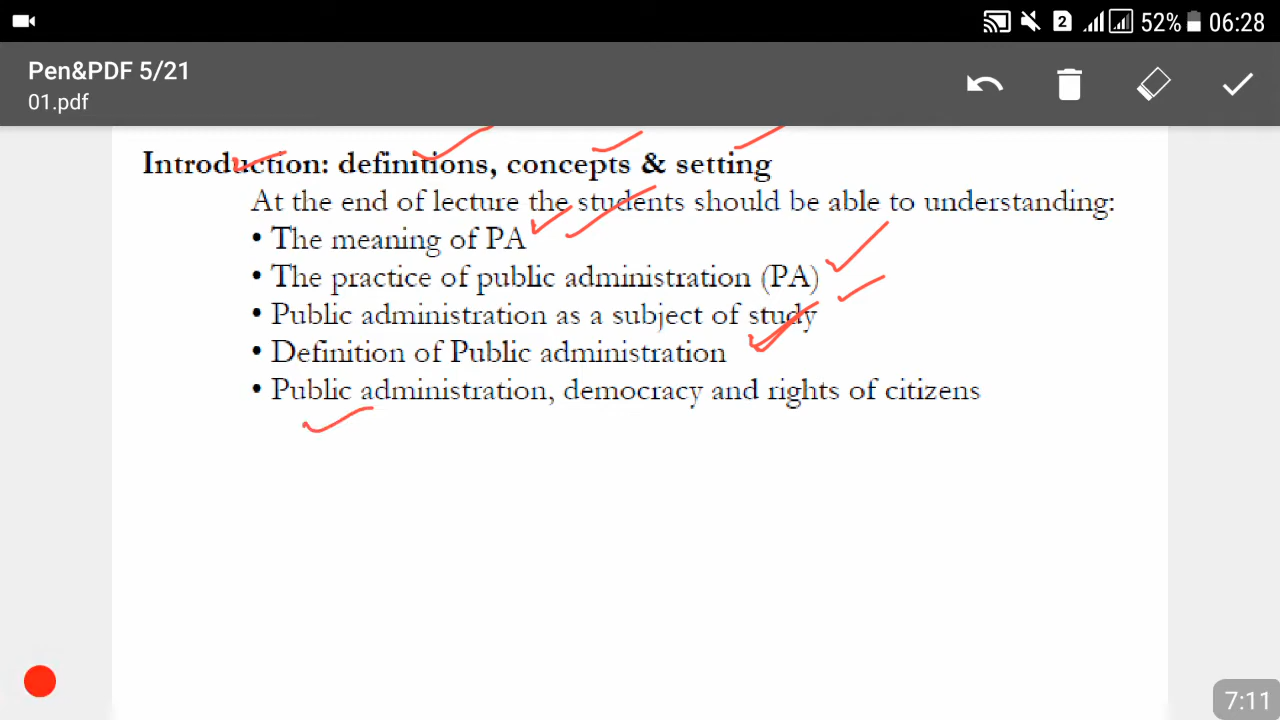 2 52% 06:28
Pen&PDF 5/21
01.pdf
Introduction: definitions, concepts & setting
At the end of lecture the students should be able to understanding:
• The meaning of PA
• The practice of public administration (PA)
• Public administration as a subject of study
• Definition of Public administration
• Public administration, democracy and rights of citizens
7:11